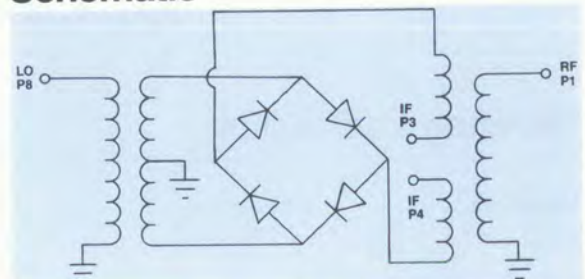 Schematic
LO
P8
IF
P3
RF
P1
IF
P4